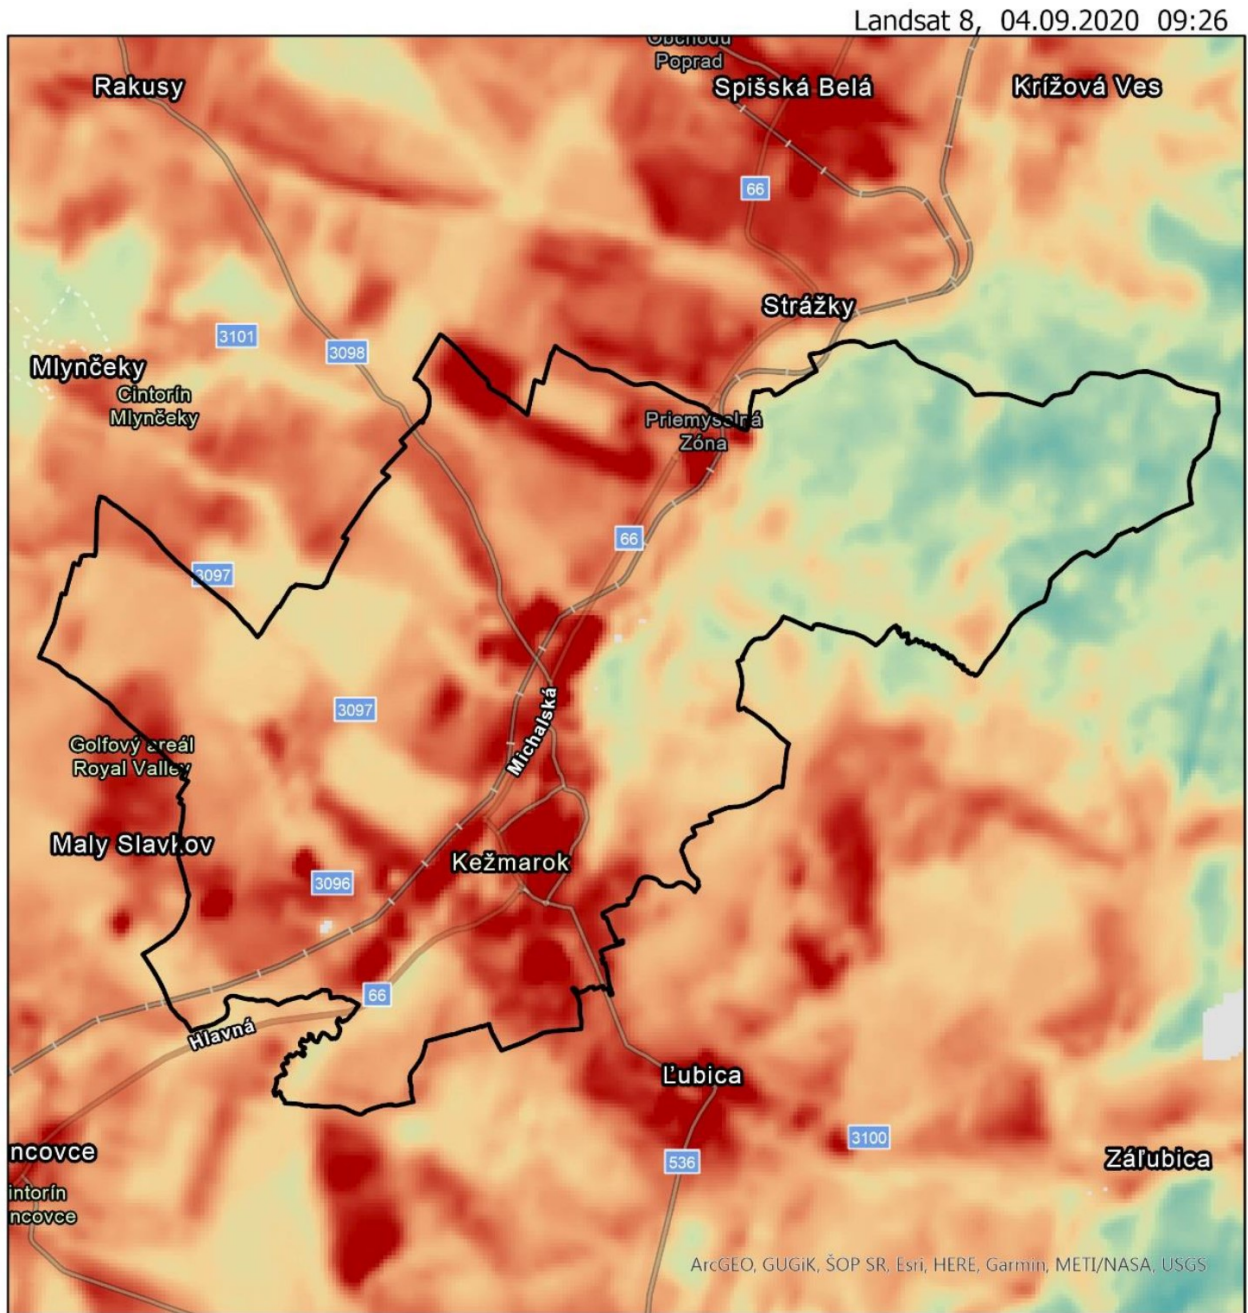 Landsat 8, 04.09.2020 09:26
Obchodu
Poprad
Rakusy
Spišská Belá
Krížová Ves
66
Strážky
3101
3098
Mlynčeky
Cintorín
Mlynčeky
Priemyselná
Zóna
66
3097
3097
Michalská
Golfový areál
Royal Valley
Maly Slavkov
Kežmarok
3096
66
Hlavná
Ľubica
3100
ncovce
536
Záľubica
intorín
ncovce
ArcGEO, GUGiK, ŠOP SR, Esri, HERE, Garmin, METI/NASA, USGS